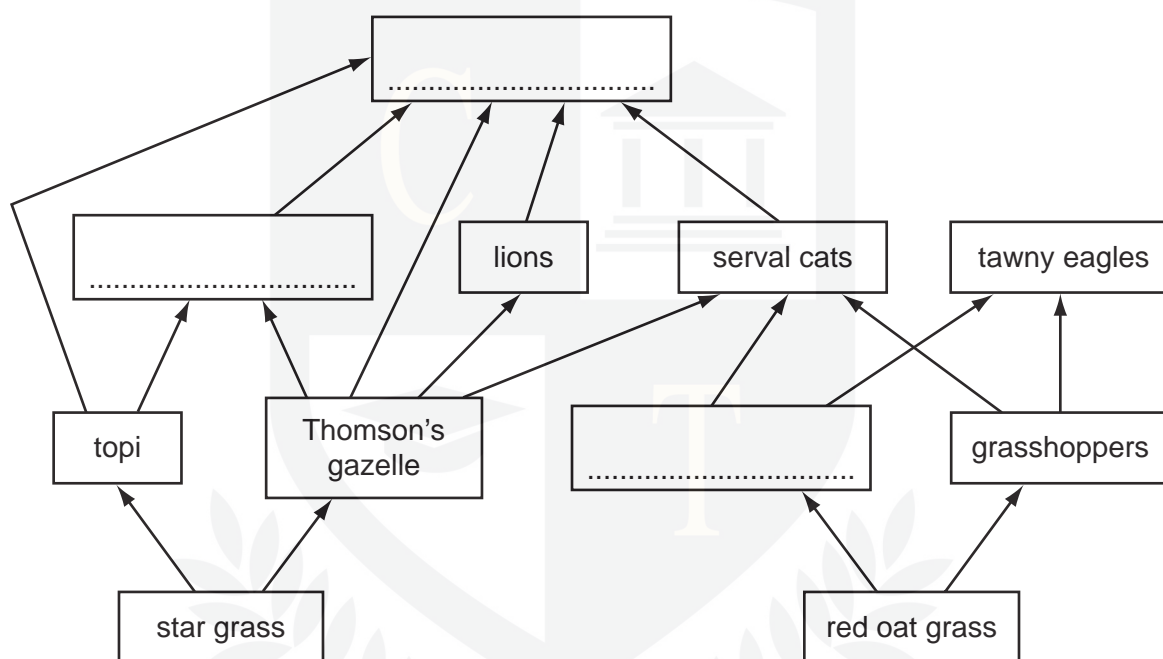 lions
serval cats
tawny eagles
topi
Thomson's
gazelle
grasshoppers
star grass
red oat grass
C
T